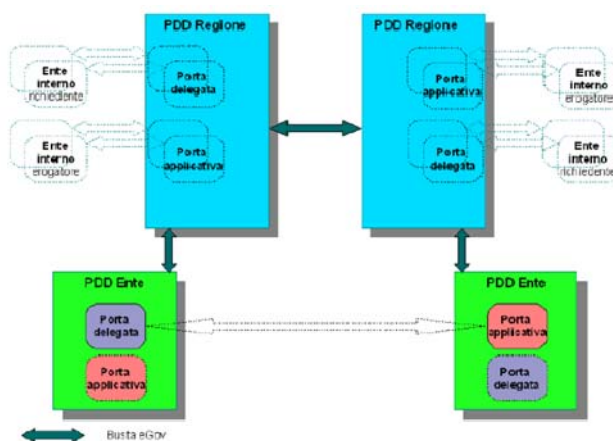 PDD Regione
PDD Regione
Ente
interno
richiedente
Porta
delegata
Porta
applicativa
Ente
interno
erogatore
Ente
interno
erogatore
Porta
applicativa
Porta
delegata
Ente
interno
richiedente
PDD Ente
PDD Ente
Porta
delegata
Porta
applicativa
Porta
applicativa
Porta
delegata
Busta eGov